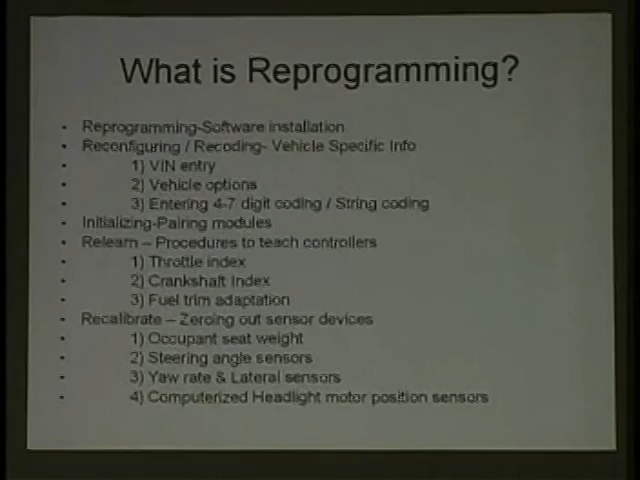 What is Reprogramming?
• Reprogramming-Software installation
• Reconfiguring / Recoding- Vehicle Specific Info
• 1) VIN entry
• 2) Vehicle options
• 3) Entering 4-7 digit coding / String coding
• Initializing-Pairing modules
• Relearn – Procedures to teach controllers
• 1) Throttle index
• 2) Crankshaft Index
• 3) Fuel trim adaptation
• Recalibrate – Zeroing out sensor devices
• 1) Occupant seat weight
• 2) Steering angle sensors
• 3) Yaw rate & Lateral sensors
• 4) Computerized Headlight motor position sensors